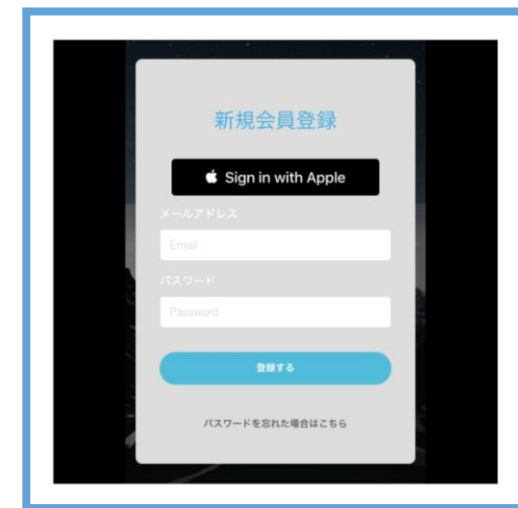 新規会員登録
Sign in with Apple
メールアドレス
Email
パスワード
Password
登録する
パスワードを忘れた場合はこちら